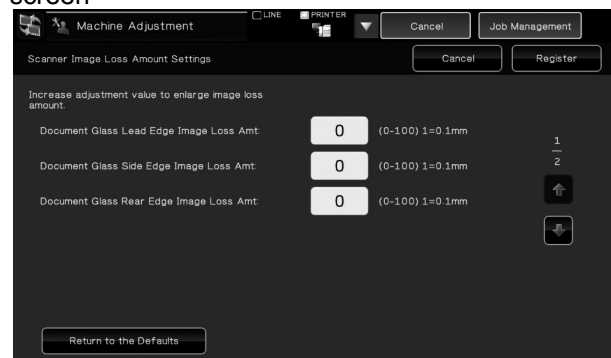 screen
Machine Adjustment
LINE
PRINTER
Cancel
Job Management
Scanner Image Loss Amount Settings
Cancel
Register
Increase adjustment value to enlarge image loss
amount.
Document Glass Lead Edge Image Loss Amt:
0
(0-100) 1=0.1mm
Document Glass Side Edge Image Loss Amt:
0
(0-100) 1=0.1mm
Document Glass Rear Edge Image Loss Amt:
0
(0-100) 1=0.1mm
1
2
Return to the Defaults